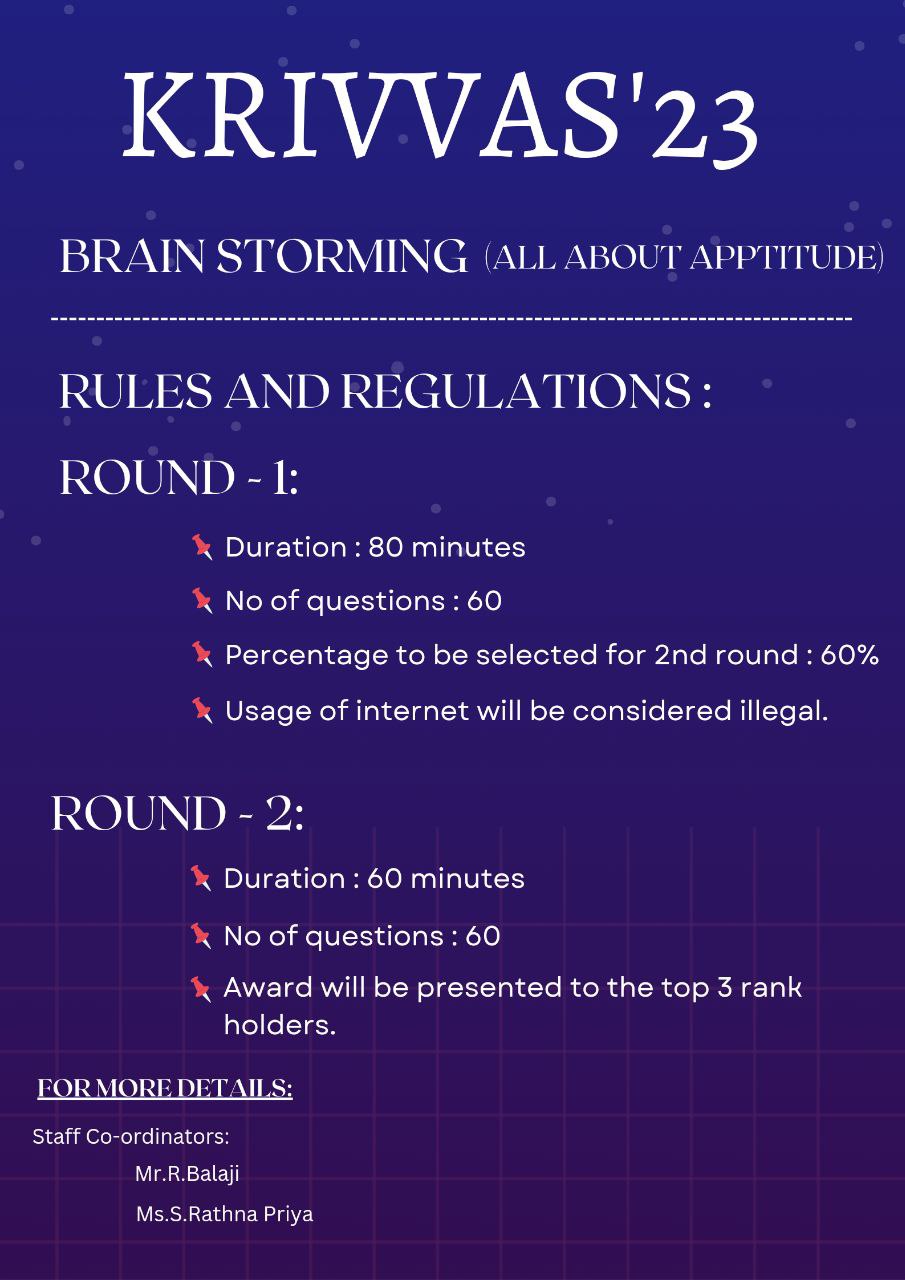 KRIVVAS'23
BRAIN STORMING (ALL ABOUT APPTITUDE)
--------------------------------------------------------------------------------------
RULES AND REGULATIONS :
ROUND - 1:
Duration : 80 minutes
No of questions : 60
Percentage to be selected for 2nd round : 60%
Usage of internet will be considered illegal.
ROUND - 2:
Duration : 60 minutes
No of questions : 60
Award will be presented to the top 3 rank
holders.
FOR MORE DETAILS:
Staff Co-ordinators:
Mr.R.Balaji
Ms.S.Rathna Priya